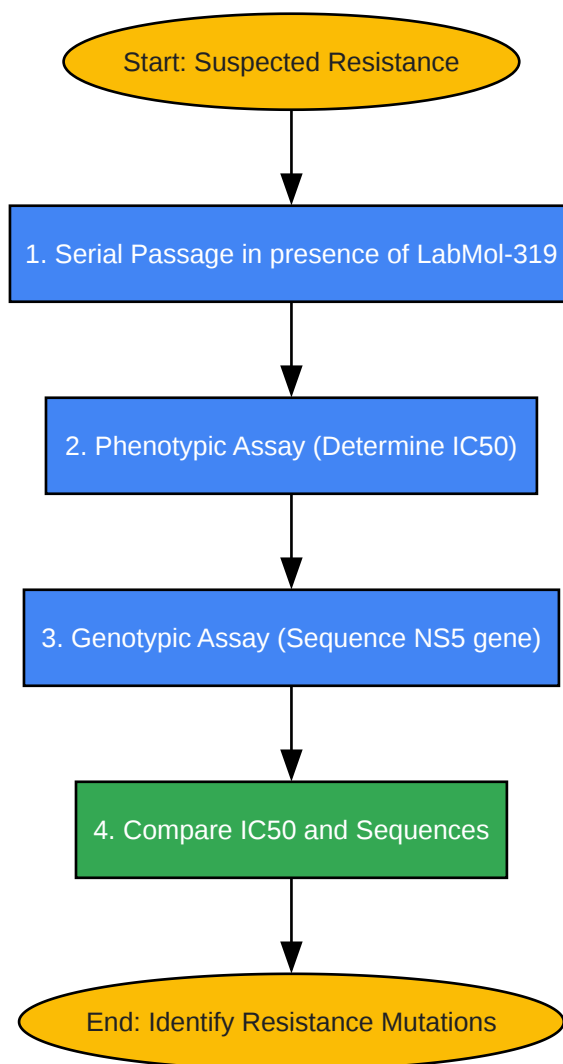 Start: Suspected Resistance
1. Serial Passage in presence of LabMol-319
2. Phenotypic Assay (Determine IC50)
3. Genotypic Assay (Sequence NS5 gene)
4. Compare IC50 and Sequences
End: Identify Resistance Mutations